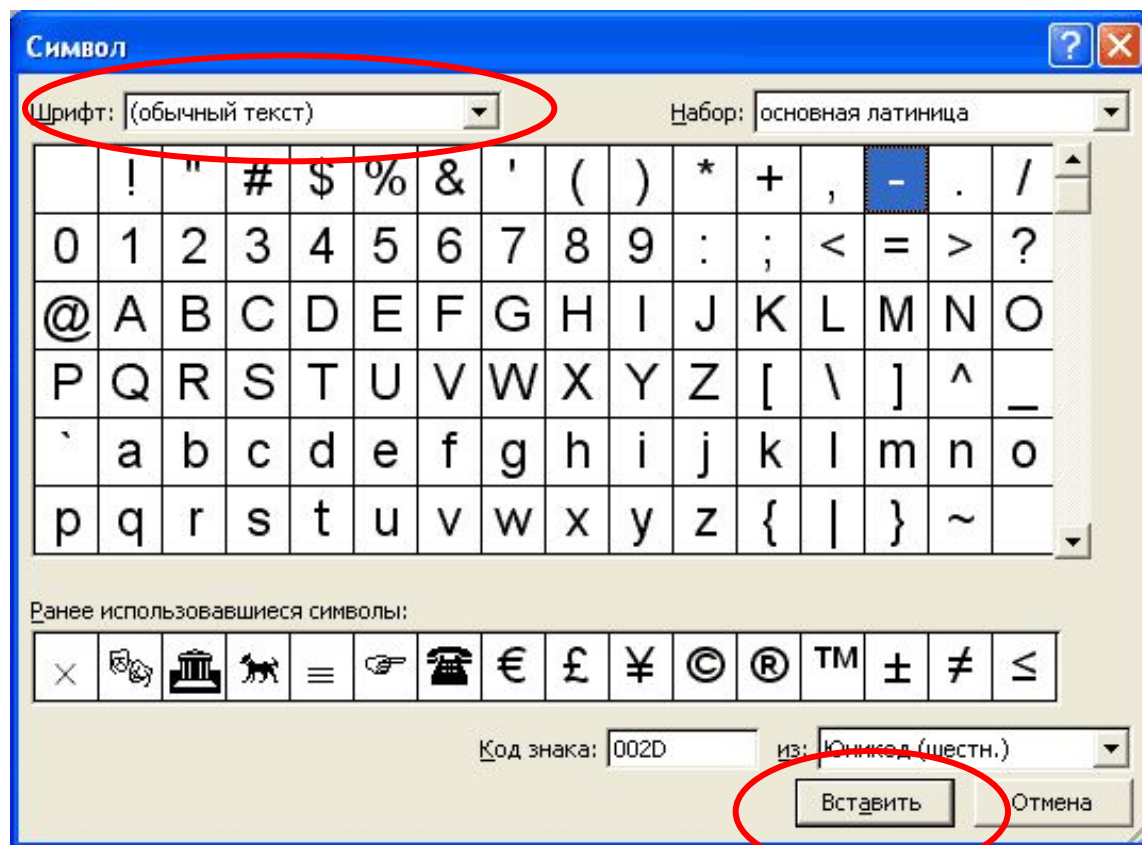 Символ
Шрифт: (обычный текст) Набор: основная латиница
! " # $ % & ' ( ) * + , - . /
0 1 2 3 4 5 6 7 8 9 : ; < = > ?
@ A B C D E F G H I J K L M N O
P Q R S T U V W X Y Z [ \ ] ^ _
` a b c d e f g h i j k l m n o
p q r s t u v w x y z { | } ~
Ранее использовавшиеся символы:
× ≡ ☞ ☎ € £ ¥ © ® ™ ± ≠ ≤
Код знака: 002D из: Юникод (шестн.)
Вставить Отмена